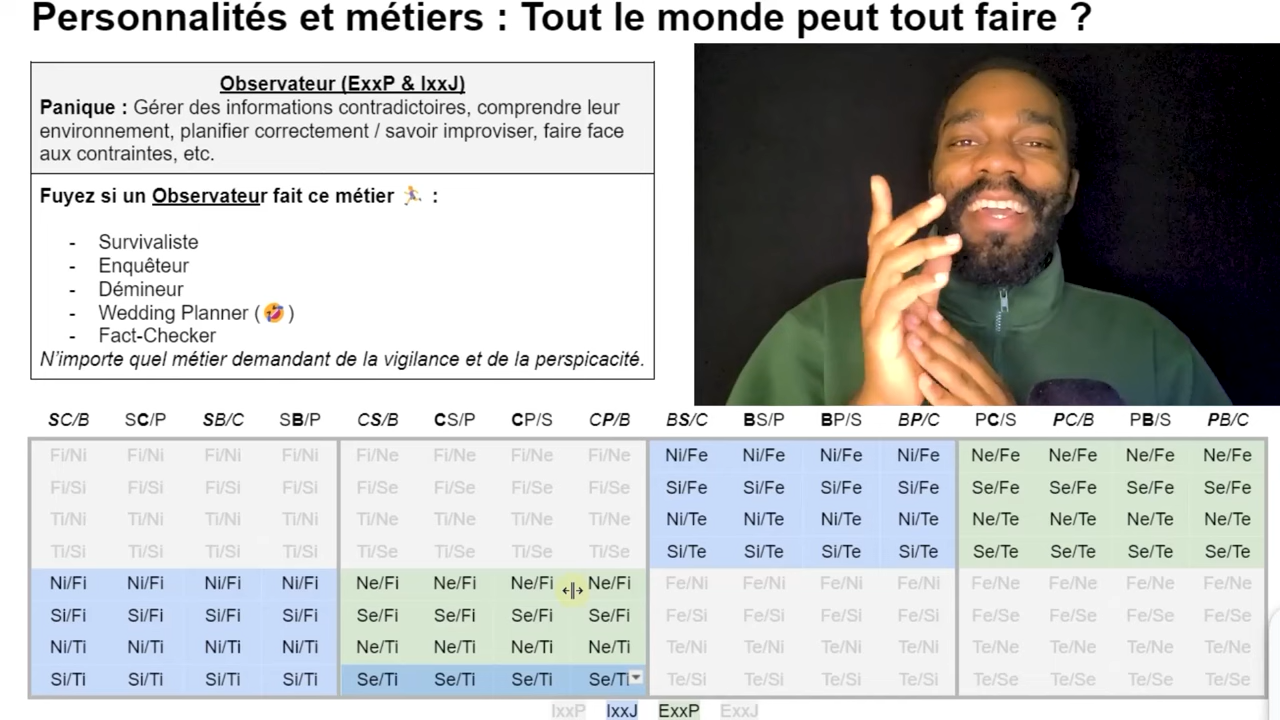 Personnalités et métiers : Tout le monde peut tout faire ?
Observateur (ExxP & IxxJ)
Panique : Gérer des informations contradictoires, comprendre leur
environnement, planifier correctement / savoir improviser, faire face
aux contraintes, etc.
Fuyez si un Observateur fait ce métier 🏃 :
- Survivaliste
- Enquêteur
- Démineur
- Wedding Planner (🤣)
- Fact-Checker
N'importe quel métier demandant de la vigilance et de la perspicacité.
SC/B SC/P SB/C SB/P CS/B CS/P CP/S CP/B BS/C BS/P BP/S BP/C PC/S PC/B PB/S PB/C
Fi/Ni Fi/Ni Fi/Ni Fi/Ni Fi/Ne Fi/Ne Fi/Ne Fi/Ne Ni/Fe Ni/Fe Ni/Fe Ni/Fe Ne/Fe Ne/Fe Ne/Fe Ne/Fe
Fi/Si Fi/Si Fi/Si Fi/Si Fi/Se Fi/Se Fi/Se Fi/Se Si/Fe Si/Fe Si/Fe Si/Fe Se/Fe Se/Fe Se/Fe Se/Fe
Ti/Ni Ti/Ni Ti/Ni Ti/Ni Ti/Ne Ti/Ne Ti/Ne Ti/Ne Ni/Te Ni/Te Ni/Te Ni/Te Ne/Te Ne/Te Ne/Te Ne/Te
Ti/Si Ti/Si Ti/Si Ti/Si Ti/Se Ti/Se Ti/Se Ti/Se Si/Te Si/Te Si/Te Si/Te Se/Te Se/Te Se/Te Se/Te
Ni/Fi Ni/Fi Ni/Fi Ni/Fi Ne/Fi Ne/Fi Ne/Fi Ne/Fi Fe/Ni Fe/Ni Fe/Ni Fe/Ni Fe/Ne Fe/Ne Fe/Ne Fe/Ne
Si/Fi Si/Fi Si/Fi Si/Fi Se/Fi Se/Fi Se/Fi Se/Fi Fe/Si Fe/Si Fe/Si Fe/Si Fe/Se Fe/Se Fe/Se Fe/Se
Ni/Ti Ni/Ti Ni/Ti Ni/Ti Ne/Ti Ne/Ti Ne/Ti Ne/Ti Te/Ni Te/Ni Te/Ni Te/Ni Te/Ne Te/Ne Te/Ne Te/Ne
Si/Ti Si/Ti Si/Ti Si/Ti Se/Ti Se/Ti Se/Ti Se/Ti Te/Si Te/Si Te/Si Te/Si Te/Se Te/Se Te/Se Te/Se
IxxP IxxJ ExxP ExxJ